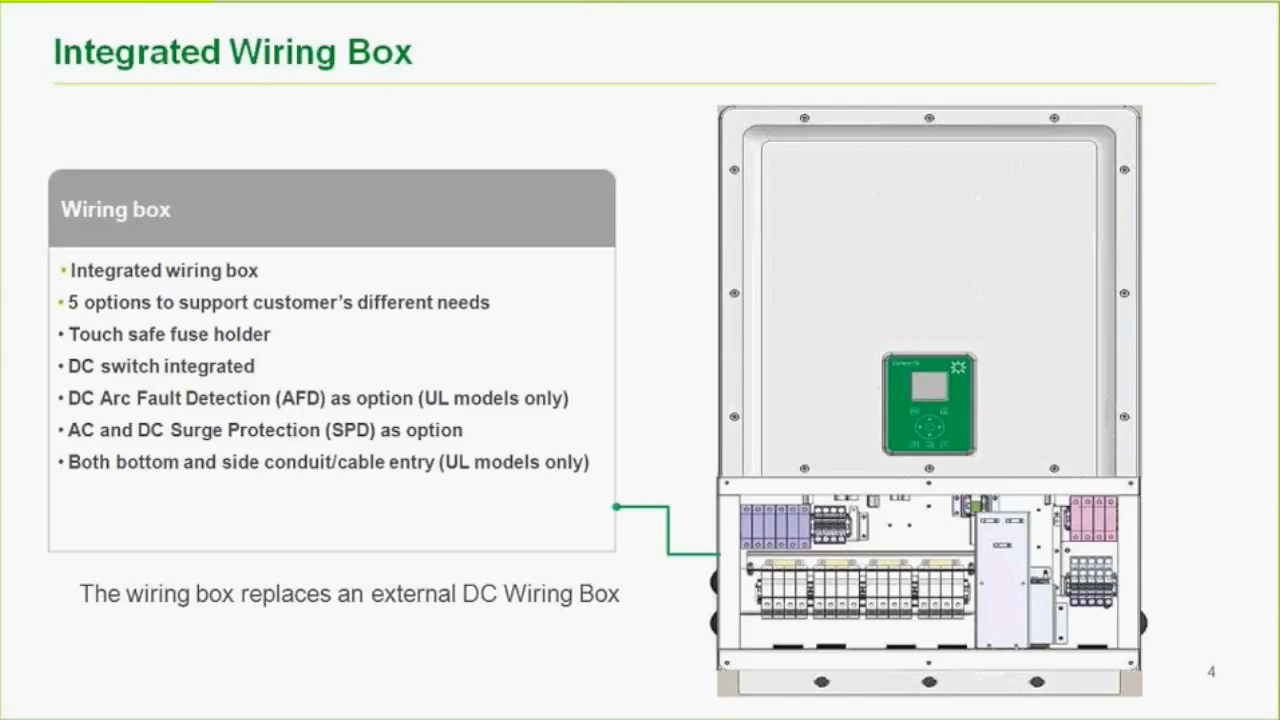 Integrated Wiring Box
Wiring box
• Integrated wiring box
• 5 options to support customer’s different needs
• Touch safe fuse holder
• DC switch integrated
• DC Arc Fault Detection (AFD) as option (UL models only)
• AC and DC Surge Protection (SPD) as option
• Both bottom and side conduit/cable entry (UL models only)
The wiring box replaces an external DC Wiring Box
4